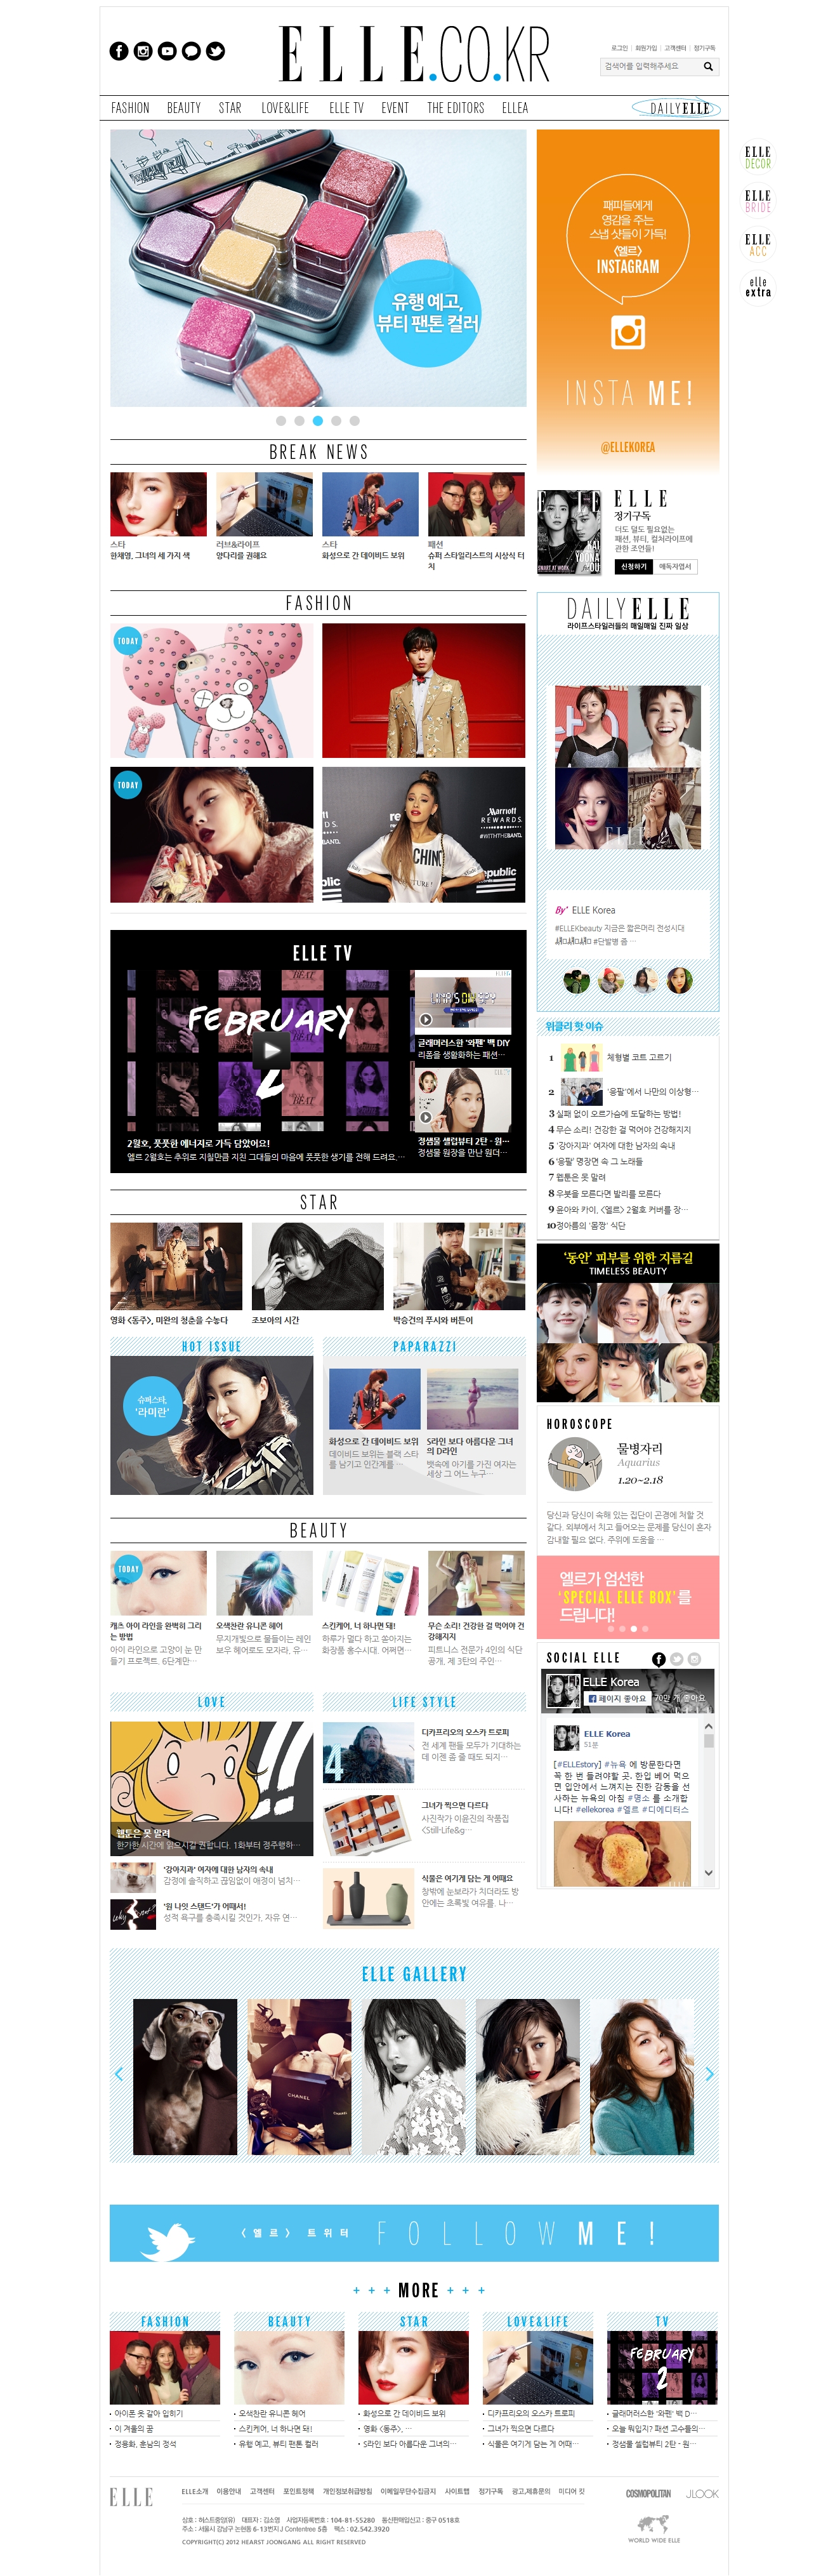 ELLE.CO.KR
로그인 | 회원가입 | 고객센터 | 정기구독
검색어를 입력해주세요
FASHION BEAUTY STAR LOVE&LIFE ELLE TV EVENT THE EDITORS ELLEA
DAILY ELLE
ELLE DECOR
ELLE BRIDE
ELLE ACC
elle extra
유행 예고,
뷰티 팬톤 컬러
패피들에게
영감을 주는
스냅 샷들이 가득!
<엘르>
INSTAGRAM
INSTA ME!
@ELLEKOREA
BREAK NEWS
스타
한채영, 그녀의 세 가지 색
러브&라이프
양다리를 권해요
스타
화성으로 간 데이비드 보위
패션
슈퍼 스타일리스트의 시상식 터
치
ELLE
정기구독
더도 덜도 필요없는
패션, 뷰티, 컬처라이프에
관한 조언들!
신청하기 애독자엽서
FASHION
TODAY
TODAY
DAILY ELLE
라이프스타일러들의 매일매일 진짜 일상
By' ELLE Korea
#ELLEKbeauty 지금은 짧은머리 전성시대
#단발병 좀 ...
ELLE TV
FEBRUARY
2
2월호, 풋풋한 에너지로 가득 담았어요!
엘르 2월호는 추위로 지칠만큼 지친 그대들의 마음에 풋풋한 생기를 전해 드려요,...
글래머러스한 '와펜' 백 DIY
리폼을 생활화하는 패션...
정샘물 셀럽뷰티 2탄 - 원...
정샘물 원장을 만난 원더...
위클리 핫 이슈
1 체형별 코트 고르기
2 '응팔'에서 나만의 이상형...
3 실패 없이 오르가슴에 도달하는 방법!
4 무슨 소리! 건강한 걸 먹어야 건강해지지
5 '강아지과' 여자에 대한 남자의 속내
6 '응팔' 명장면 속 그 노래들
7 웹툰은 못 말려
8 우붓을 모른다면 발리를 모른다
9 윤아와 카이, <엘르> 2월호 커버를 장...
10 정아름의 '몸짱' 식단
STAR
영화 <동주>, 미완의 청춘을 수놓다
조보아의 시간
박승건의 푸시와 버튼이
'동안' 피부를 위한 지름길
TIMELESS BEAUTY
HOT ISSUE
슈퍼스타,
'라미란'
PAPARAZZI
화성으로 간 데이비드 보위
데이비드 보위는 블랙 스타
를 남기고 인간계를 ...
S라인 보다 아름다운 그녀
의 D라인
뱃속에 아기를 가진 여자는
세상 그 어느 누구...
HOROSCOPE
물병자리
Aquarius
1.20~2.18
당신과 당신이 속해 있는 집단이 곤경에 처할 것
같다. 외부에서 치고 들어오는 문제를 당신이 혼자
감내할 필요 없다. 주위에 도움을 ...
BEAUTY
TODAY
캐츠 아이 라인을 완벽히 그리
는 방법
아이 라인으로 고양이 눈 만
들기 프로젝트. 6단계만...
오색찬란 유니콘 헤어
무지개빛으로 물들이는 레인
보우 헤어로도 모자라, 유...
스킨케어, 너 하나면 돼!
하루가 멀다 하고 쏟아지는
화장품 홍수시대. 어쩌면...
무슨 소리! 건강한 걸 먹어야 건
강해지지
피트니스 전문가 4인의 식단
공개, 제 3탄의 주인...
엘르가 엄선한
'SPECIAL ELLE BOX'를
드립니다!
SOCIAL ELLE
ELLE Korea
페이지 좋아요 70만 개 좋아요
ELLE Korea
51분
[#ELLEstory] #뉴욕 에 방문한다면
꼭 한 번 들려야할 곳. 한입 베어 먹으
면 입안에서 느껴지는 진한 감동을 선
사하는 뉴욕의 아침 #명소 를 소개합
니다! #ellekorea #엘르 #디에디터스
LOVE
웹툰은 못 말려
한가한 시간에 읽으시길 권합니다. 1화부터 정주행하...
'강아지과' 여자에 대한 남자의 속내
감정에 솔직하고 끊임없이 애정이 넘치...
'원 나잇 스탠드'가 어때서!
성적 욕구를 충족시킬 것인가, 자유 연...
LIFE STYLE
4
디카프리오의 오스카 트로피
전 세계 팬들 모두가 기대하는
데 이젠 좀 줄 때도 되지...
그녀가 찍으면 다르다
사진작가 이윤진의 작품집
<Still-Life&g...
식물은 여기게 담는 게 어때요
창밖에 눈보라가 치더라도 방
안에는 초록빛 여유를. 나...
ELLE GALLERY
CHANEL
<엘르> 트위터 FOLLOW ME!
+ + + MORE + + +
FASHION
아이폰 옷 갈아 입히기
이 겨울의 꿈
정용화, 훈남의 정석
BEAUTY
오색찬란 유니콘 헤어
스킨케어, 너 하나면 돼!
유행 예고, 뷰티 팬톤 컬러
STAR
화성으로 간 데이비드 보위
영화 <동주>, ...
S라인 보다 아름다운 그녀의...
LOVE&LIFE
디카프리오의 오스카 트로피
그녀가 찍으면 다르다
식물은 여기게 담는 게 어때...
TV
FEBRUARY
2
글래머러스한 '와펜' 백 D...
오늘 뭐입지? 패션 고수들의...
정샘물 셀럽뷰티 2탄 - 원...
ELLE
ELLE소개 이용안내 고객센터 포인트정책 개인정보취급방침 이메일무단수집금지 사이트맵 정기구독 광고,제휴문의 미디어 킷
COSMOPOLITAN JLOOK
상호 : 허스트중앙(유) 대표자 : 김소영 사업자등록번호 : 104-81-55280 통신판매업신고 : 중구 0518호
주소 : 서울시 강남구 논현동 6-13번지 J Contentree 5층 팩스 : 02.542.3920
COPYRIGHT(C) 2012 HEARST JOONGANG ALL RIGHT RESERVED
WORLD WIDE ELLE